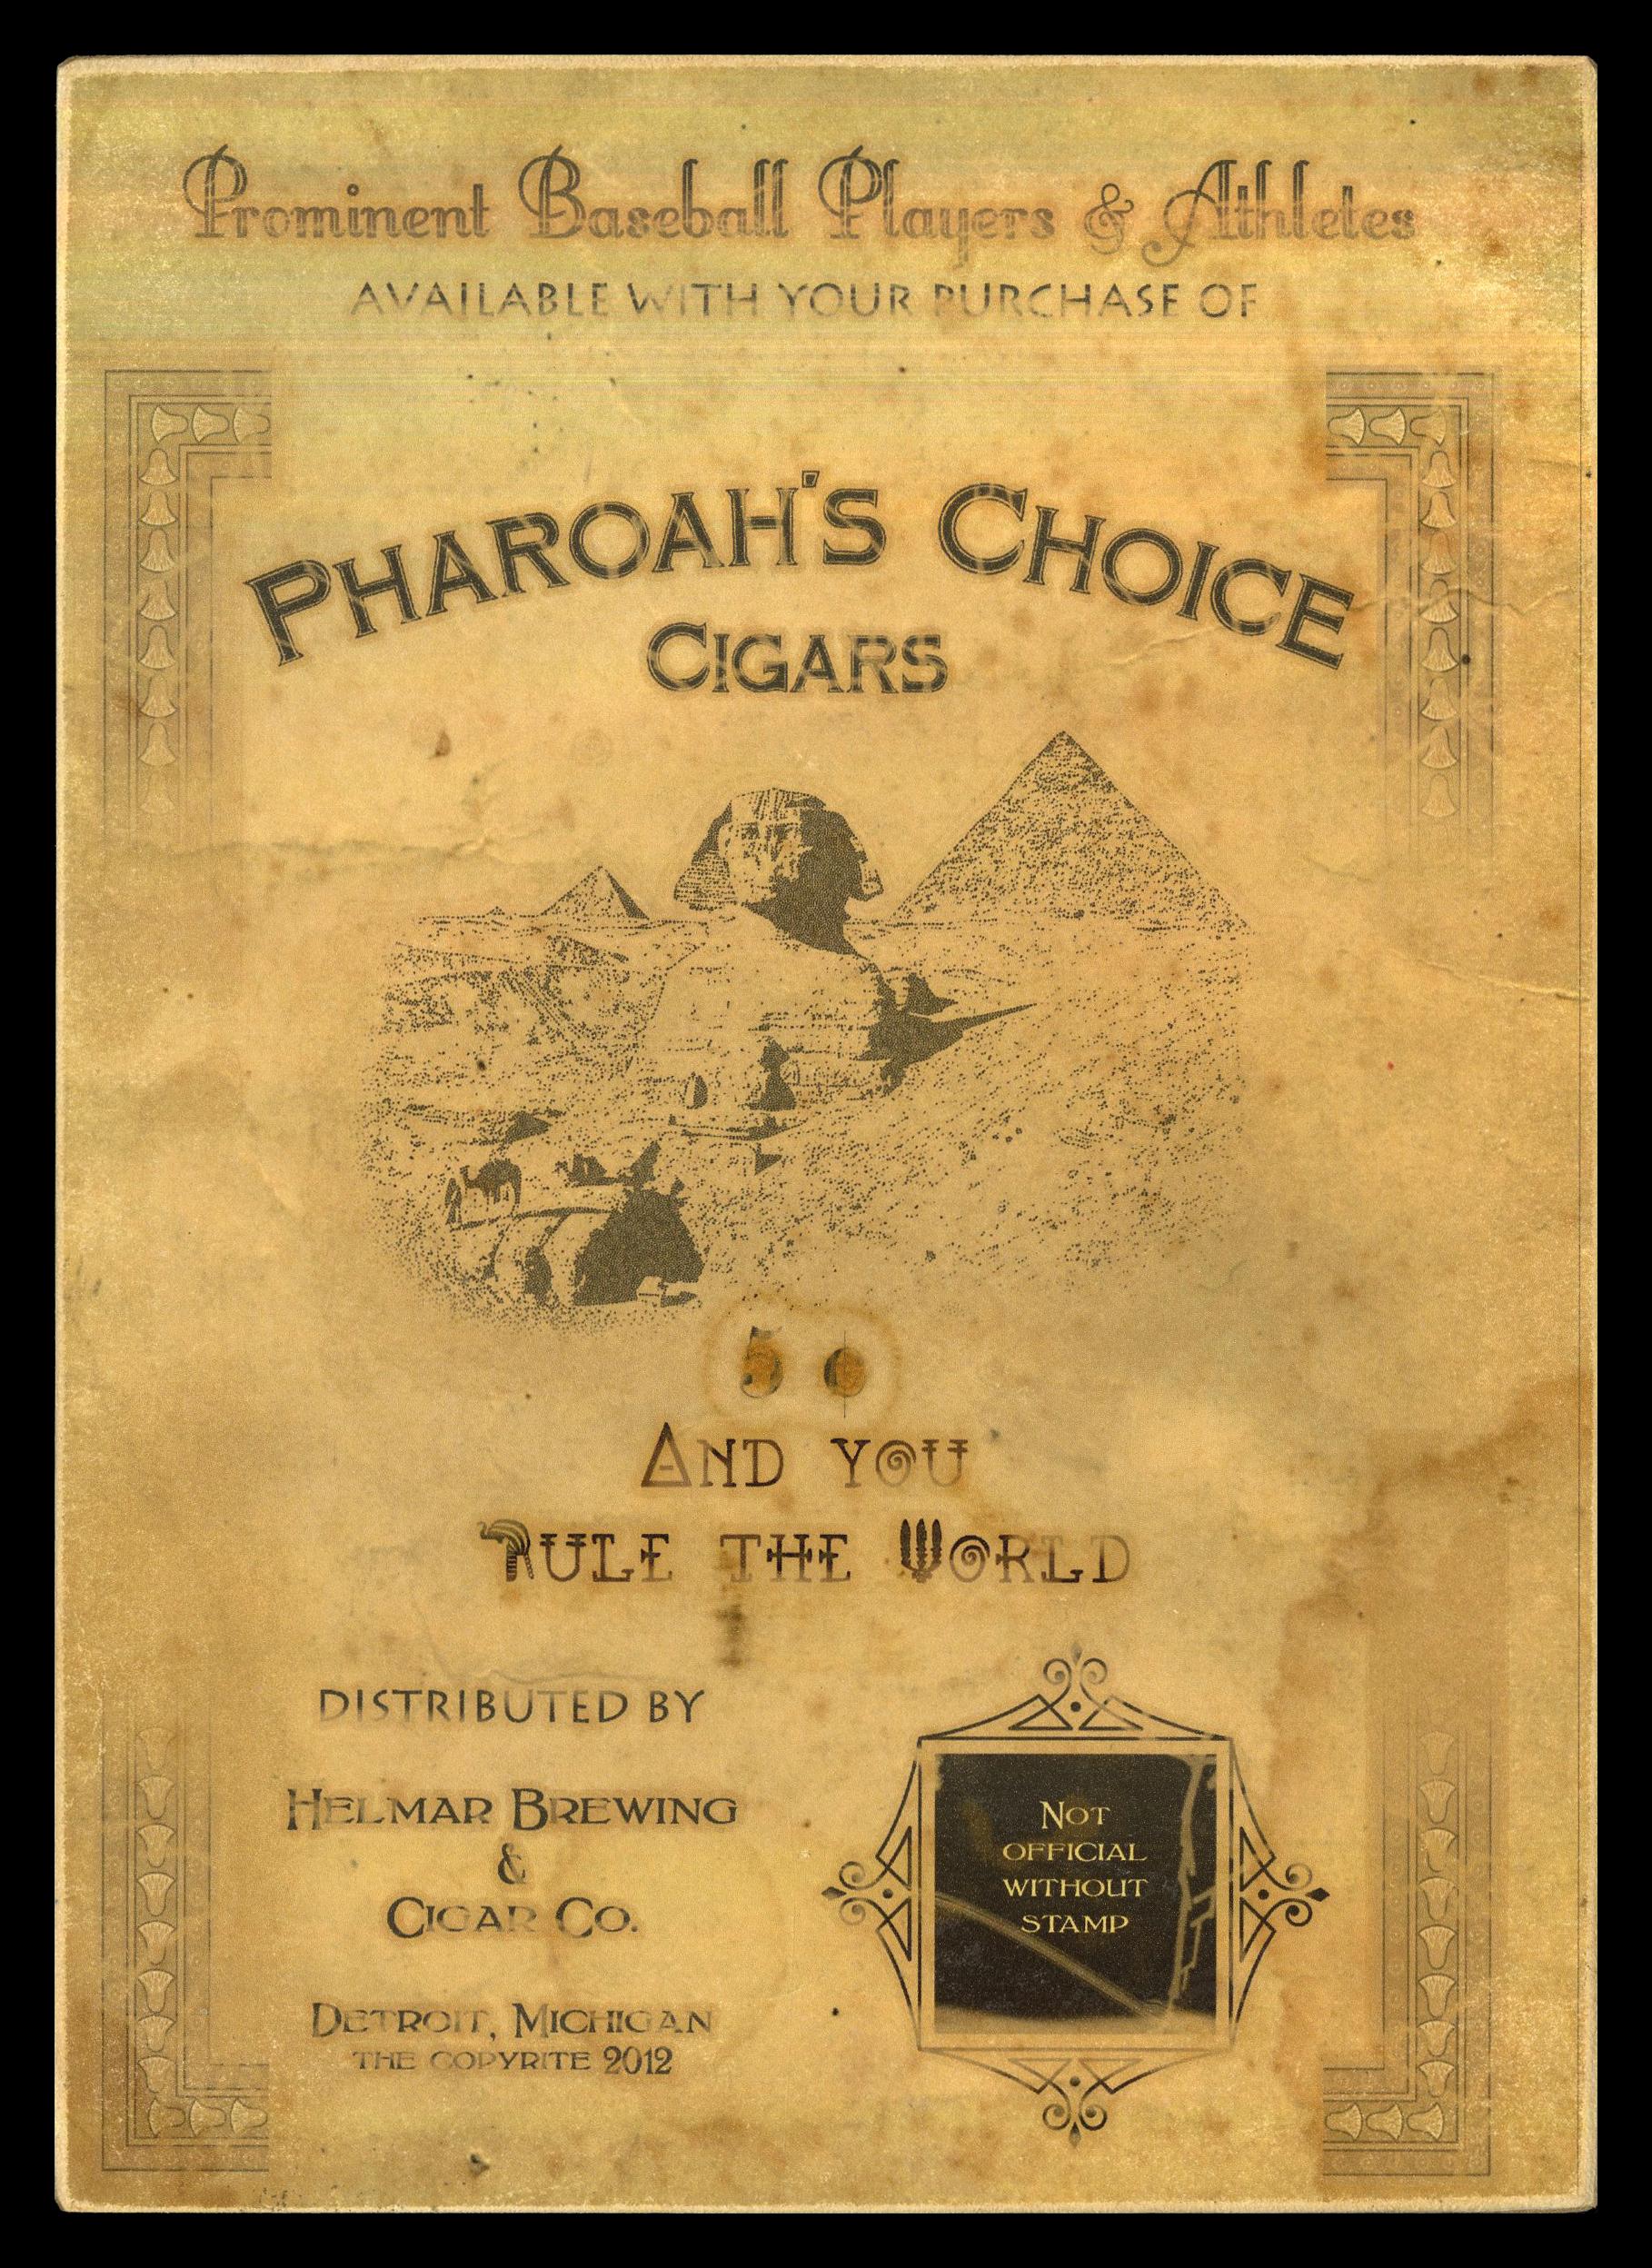 Prominent Baseball Players & Athletes
AVAILABLE WITH YOUR PURCHASE OF
PHAROAH'S CHOICE
CIGARS
5 ¢
AND YOU
RULE THE WORLD
DISTRIBUTED BY
HELMAR BREWING
&
CIGAR CO.
DETROIT, MICHIGAN
THE COPYRITE 2012
NOT
OFFICIAL
WITHOUT
STAMP